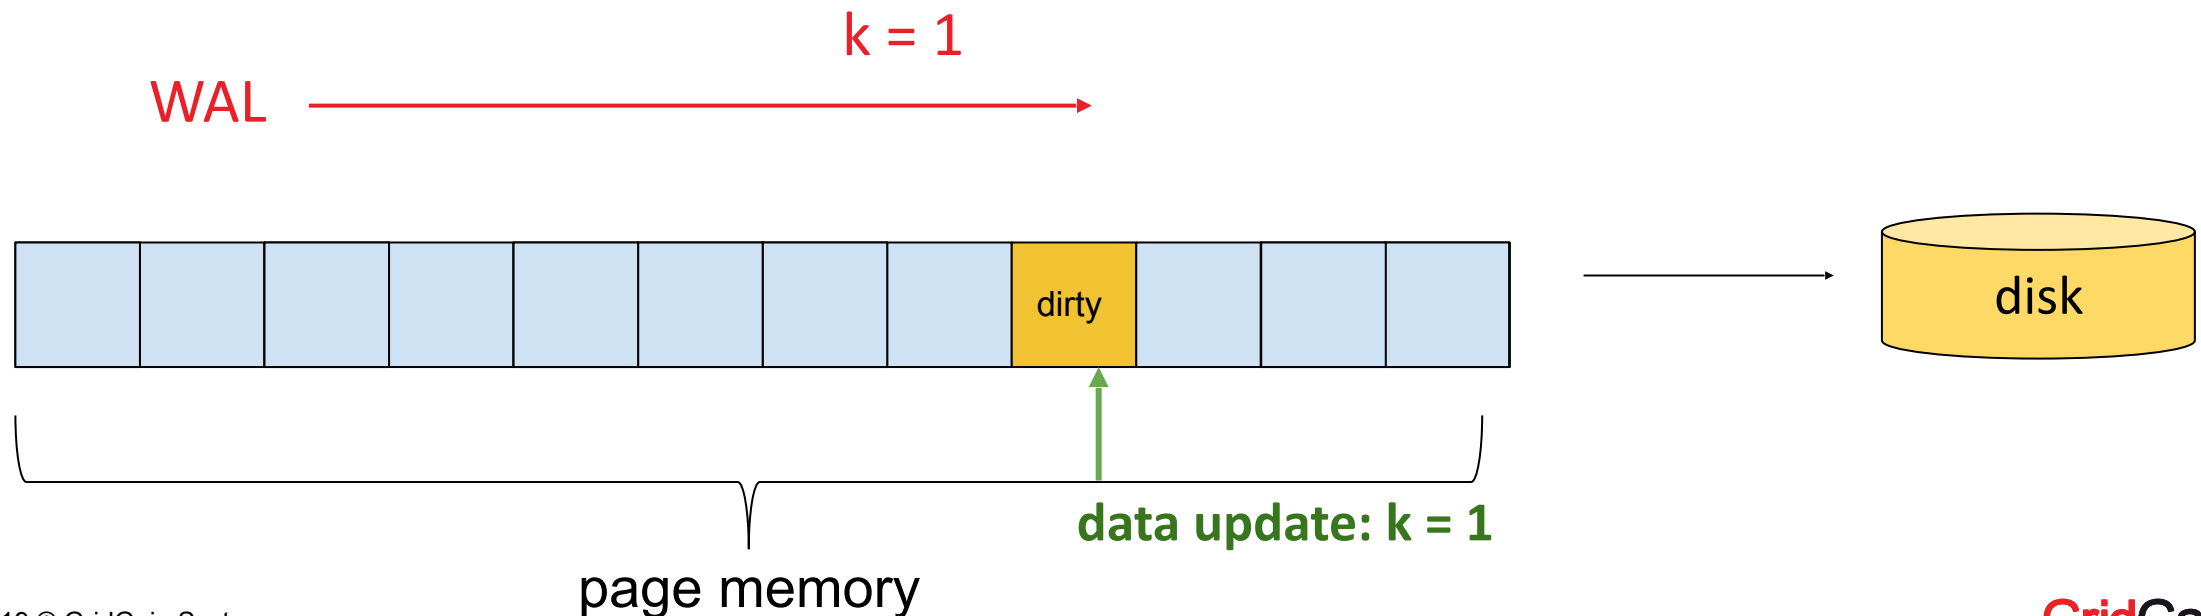 k = 1
WAL
dirty
disk
data update: k = 1
page memory